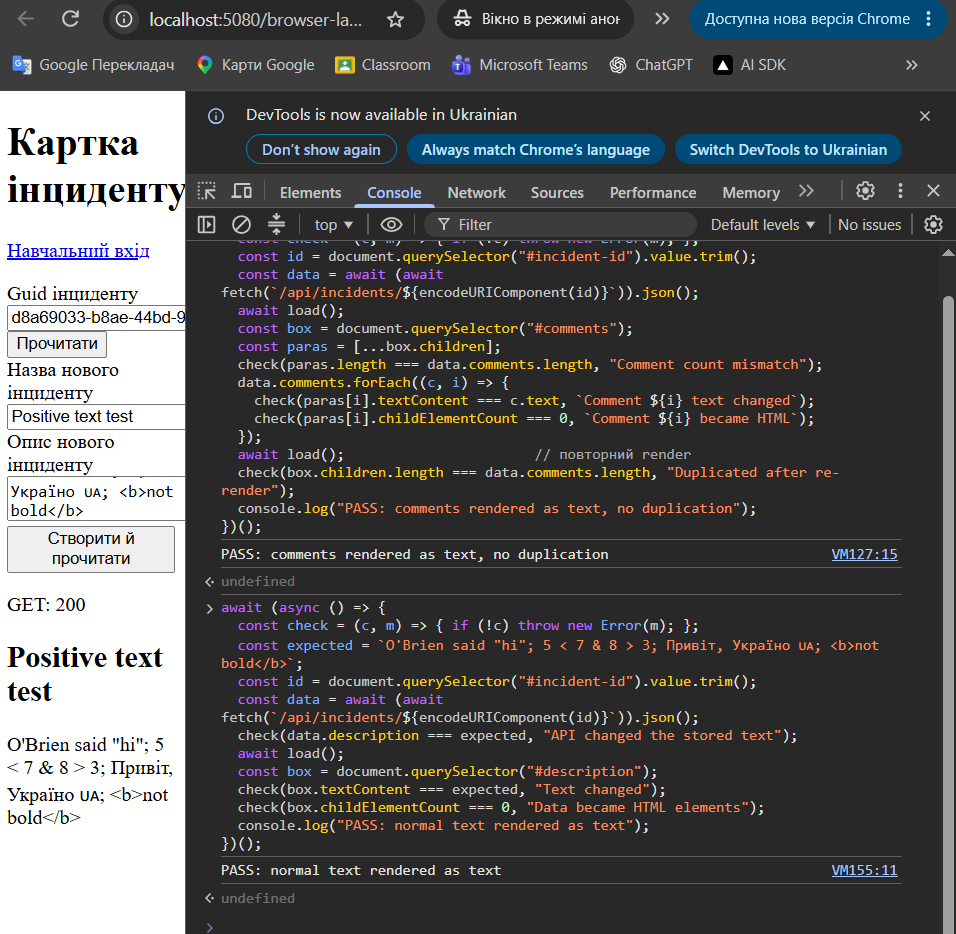 localhost:5080/browser-la...
Вікно в режимі анон
Доступна нова версія Chrome
Google Перекладач
Карти Google
Classroom
Microsoft Teams
ChatGPT
AI SDK
Картка
інциденту
Навчальний вхід
Guid інциденту
d8a69033-b8ae-44bd-9
Прочитати
Назва нового
інциденту
Positive text test
Опис нового
інциденту
Україно ᴜᴀ; <b>not
bold</b>
Створити й
прочитати
GET: 200
Positive text
test
O'Brien said "hi"; 5
< 7 & 8 > 3; Привіт,
Україно ᴜᴀ; <b>not
bold</b>
DevTools is now available in Ukrainian
Don't show again
Always match Chrome's language
Switch DevTools to Ukrainian
Elements
Console
Network
Sources
Performance
Memory
top
Filter
Default levels
No issues
const check = (c, m) => { if (!c) throw new Error(m); };
const id = document.querySelector("#incident-id").value.trim();
const data = await (await
fetch(`/api/incidents/${encodeURIComponent(id)}`)).json();
await load();
const box = document.querySelector("#comments");
const paras = [...box.children];
check(paras.length === data.comments.length, "Comment count mismatch");
data.comments.forEach((c, i) => {
check(paras[i].textContent === c.text, `Comment ${i} text changed`);
check(paras[i].childElementCount === 0, `Comment ${i} became HTML`);
});
await load(); // повторний render
check(box.children.length === data.comments.length, "Duplicated after re-
render");
console.log("PASS: comments rendered as text, no duplication");
})();
PASS: comments rendered as text, no duplication VM127:15
undefined
await (async () => {
const check = (c, m) => { if (!c) throw new Error(m); };
const expected = `O'Brien said "hi"; 5 < 7 & 8 > 3; Привіт, Україно ᴜᴀ; <b>not
bold</b>`;
const id = document.querySelector("#incident-id").value.trim();
const data = await (await
fetch(`/api/incidents/${encodeURIComponent(id)}`)).json();
check(data.description === expected, "API changed the stored text");
await load();
const box = document.querySelector("#description");
check(box.textContent === expected, "Text changed");
check(box.childElementCount === 0, "Data became HTML elements");
console.log("PASS: normal text rendered as text");
})();
PASS: normal text rendered as text VM155:11
undefined